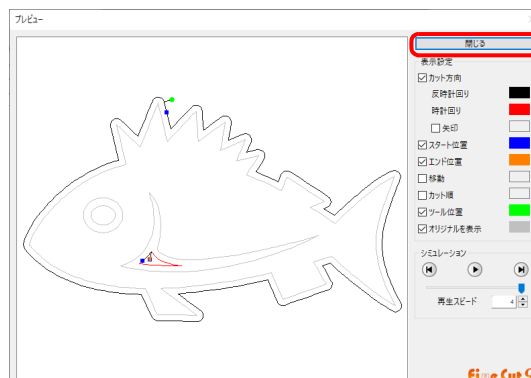 プレビュー
閉じる
表示設定
カット方向
反時計回り
時計回り
矢印
スタート位置
エンド位置
移動
カット順
ツール位置
オリジナルを表示
シミュレーション
再生スピード 4
Fine Cut